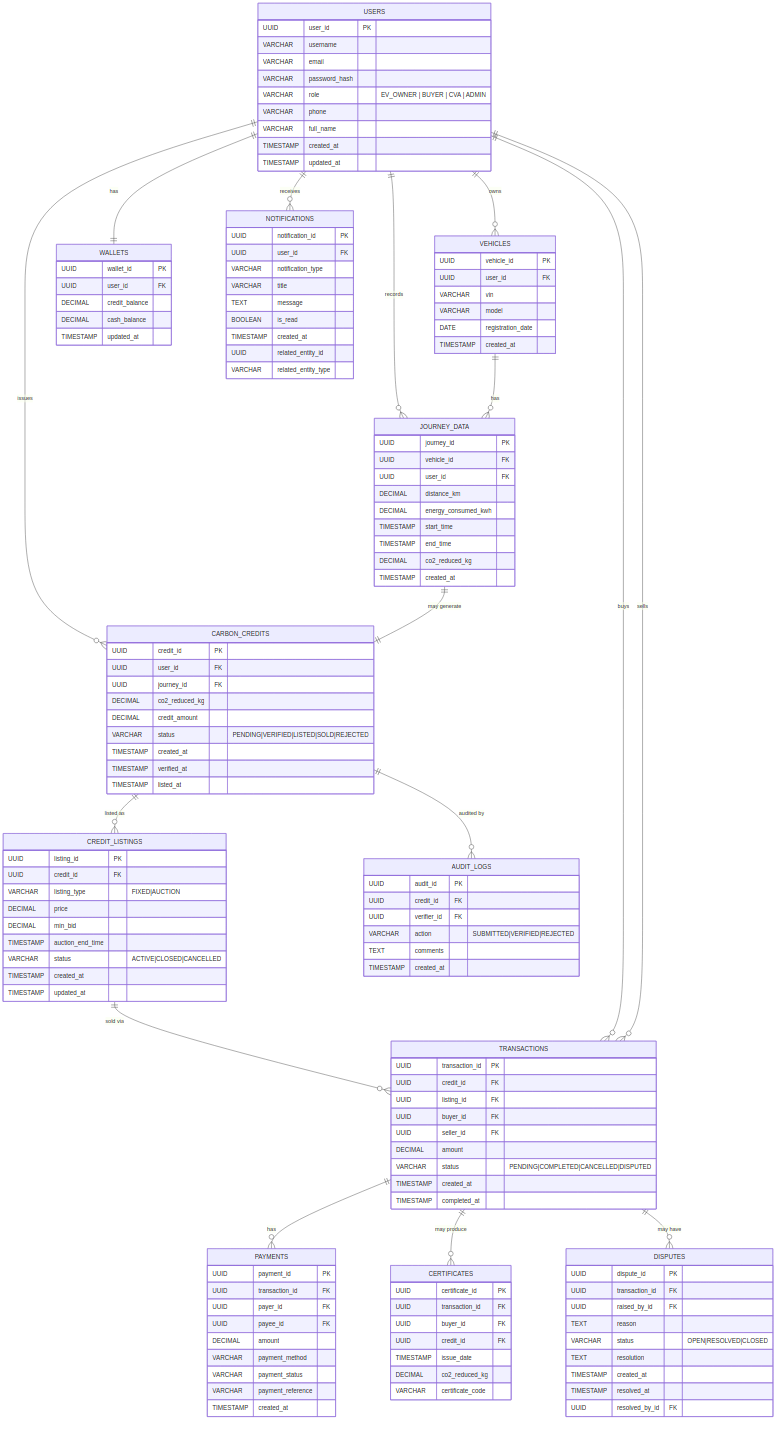 USERS
UUID user_id PK
VARCHAR username
VARCHAR email
VARCHAR password_hash
VARCHAR role EV_OWNER | BUYER | CVA | ADMIN
VARCHAR phone
VARCHAR full_name
TIMESTAMP created_at
TIMESTAMP updated_at
has
receives
owns
NOTIFICATIONS
UUID notification_id PK
UUID user_id FK
VARCHAR notification_type
VARCHAR title
TEXT message
BOOLEAN is_read
TIMESTAMP created_at
UUID related_entity_id
VARCHAR related_entity_type
VEHICLES
UUID vehicle_id PK
UUID user_id FK
VARCHAR vin
VARCHAR model
DATE registration_date
TIMESTAMP created_at
WALLETS
UUID wallet_id PK
UUID user_id FK
DECIMAL credit_balance
DECIMAL cash_balance
TIMESTAMP updated_at
records
issues
has
JOURNEY_DATA
UUID journey_id PK
UUID vehicle_id FK
UUID user_id FK
DECIMAL distance_km
DECIMAL energy_consumed_kwh
TIMESTAMP start_time
TIMESTAMP end_time
DECIMAL co2_reduced_kg
TIMESTAMP created_at
may generate
buys
sells
CARBON_CREDITS
UUID credit_id PK
UUID user_id FK
UUID journey_id FK
DECIMAL co2_reduced_kg
DECIMAL credit_amount
VARCHAR status PENDING|VERIFIED|LISTED|SOLD|REJECTED
TIMESTAMP created_at
TIMESTAMP verified_at
TIMESTAMP listed_at
listed as
audited by
CREDIT_LISTINGS
UUID listing_id PK
UUID credit_id FK
VARCHAR listing_type FIXED|AUCTION
DECIMAL price
DECIMAL min_bid
TIMESTAMP auction_end_time
VARCHAR status ACTIVE|CLOSED|CANCELLED
TIMESTAMP created_at
TIMESTAMP updated_at
AUDIT_LOGS
UUID audit_id PK
UUID credit_id FK
UUID verifier_id FK
VARCHAR action SUBMITTED|VERIFIED|REJECTED
TEXT comments
TIMESTAMP created_at
sold via
TRANSACTIONS
UUID transaction_id PK
UUID credit_id FK
UUID listing_id FK
UUID buyer_id FK
UUID seller_id FK
DECIMAL amount
VARCHAR status PENDING|COMPLETED|CANCELLED|DISPUTED
TIMESTAMP created_at
TIMESTAMP completed_at
has
may produce
may have
PAYMENTS
UUID payment_id PK
UUID transaction_id FK
UUID payer_id FK
UUID payee_id FK
DECIMAL amount
VARCHAR payment_method
VARCHAR payment_status
VARCHAR payment_reference
TIMESTAMP created_at
CERTIFICATES
UUID certificate_id PK
UUID transaction_id FK
UUID buyer_id FK
UUID credit_id FK
TIMESTAMP issue_date
DECIMAL co2_reduced_kg
VARCHAR certificate_code
DISPUTES
UUID dispute_id PK
UUID transaction_id FK
UUID raised_by_id FK
TEXT reason
VARCHAR status OPEN|RESOLVED|CLOSED
TEXT resolution
TIMESTAMP created_at
TIMESTAMP resolved_at
UUID resolved_by_id FK